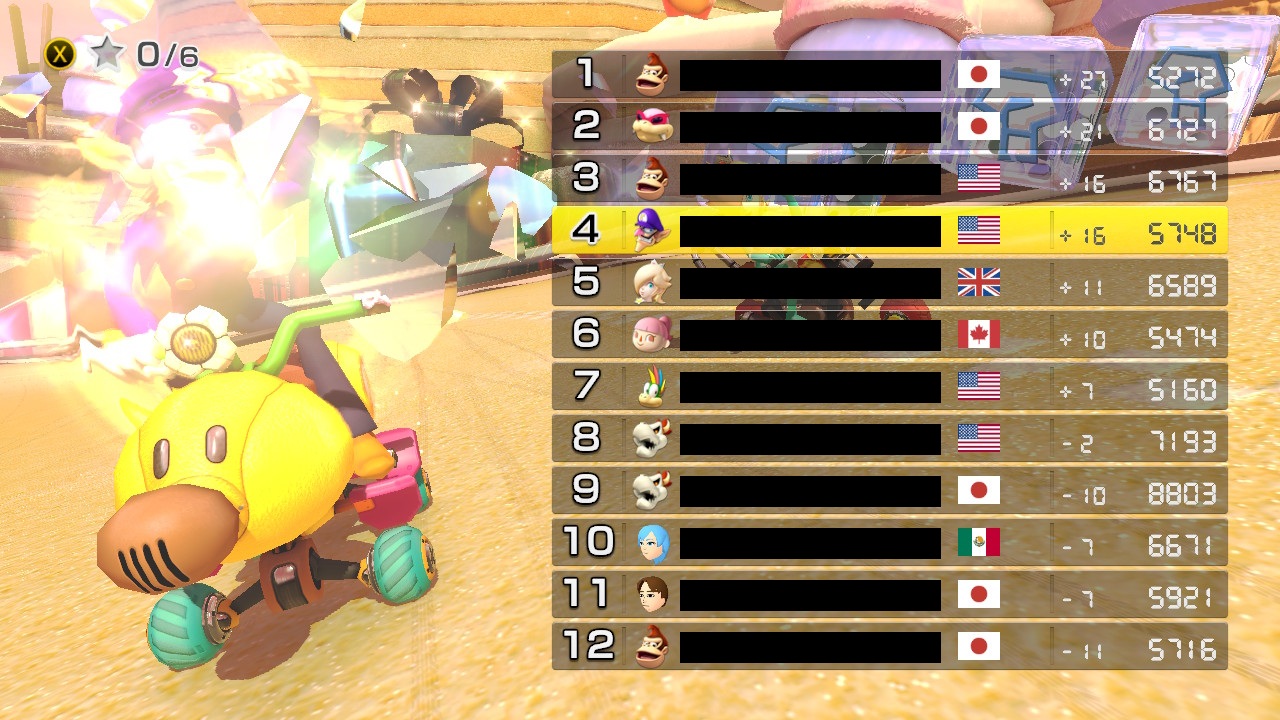 X 0/6
1 + 27 5272
2 + 21 6727
3 + 16 6767
4 + 16 5748
5 + 11 6589
6 + 10 5474
7 + 7 5160
8 - 2 7193
9 - 10 8803
10 - 7 6671
11 - 7 5921
12 - 11 5716